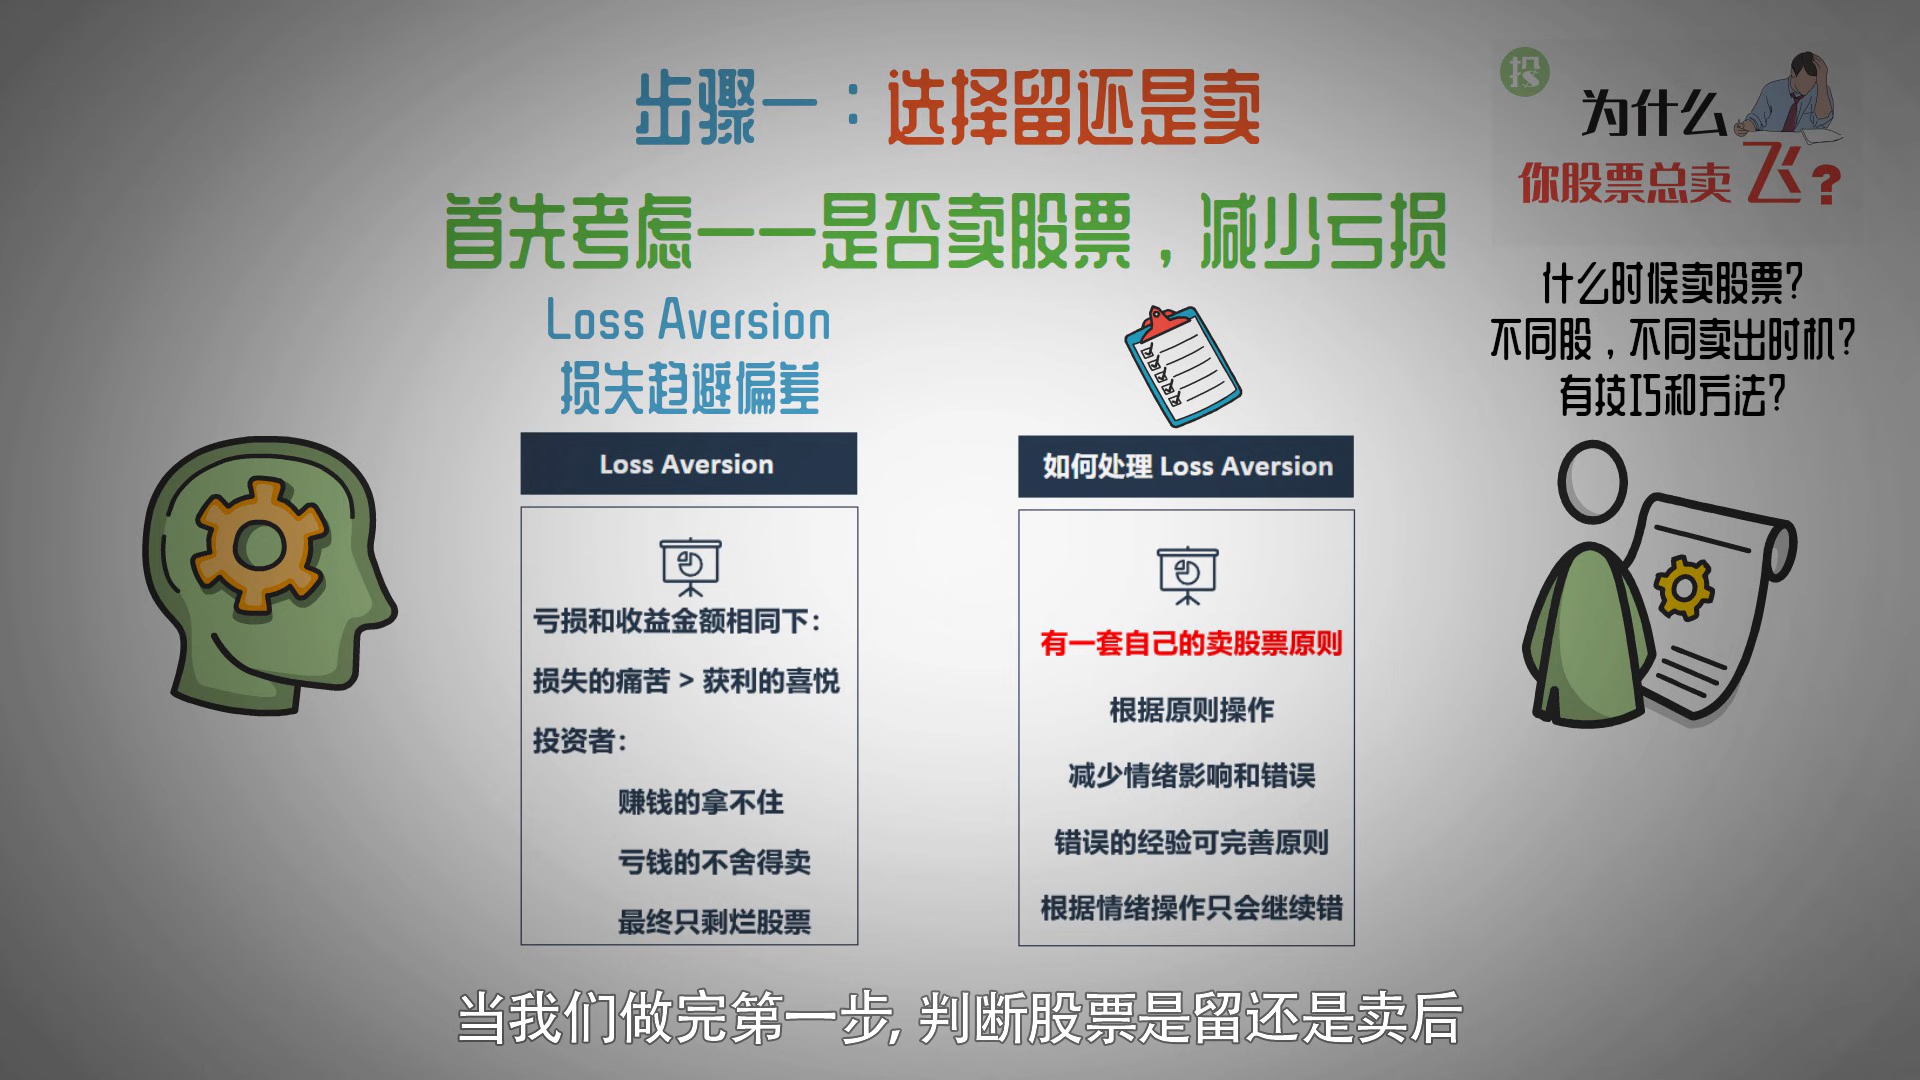 步骤一：选择留还是卖
首先考虑——是否卖股票，减少亏损
投
为什么
你股票总卖飞？
什么时候卖股票？
不同股，不同卖出时机？
有技巧和方法？
Loss Aversion
损失趋避偏差
Loss Aversion
亏损和收益金额相同下：
损失的痛苦 > 获利的喜悦
投资者：
赚钱的拿不住
亏钱的不舍得卖
最终只剩烂股票
如何处理 Loss Aversion
有一套自己的卖股票原则
根据原则操作
减少情绪影响和错误
错误的经验可完善原则
根据情绪操作只会继续错
当我们做完第一步, 判断股票是留还是卖后